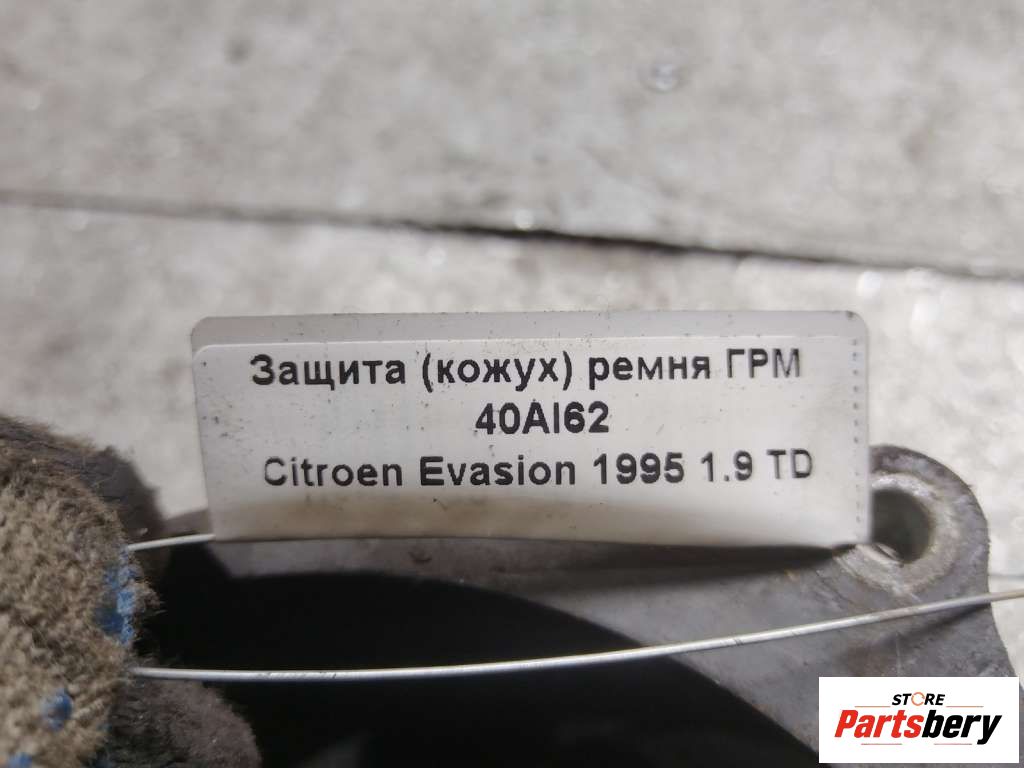 Защита (кожух) ремня ГРМ
40AI62
Citroen Evasion 1995 1.9 TD
STORE
Partsbery